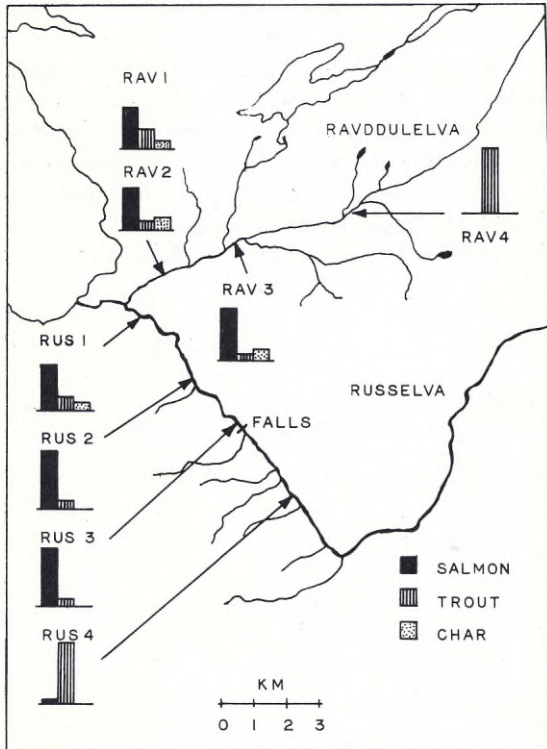 RAV 1
RAVDDULELVA
RAV 2
RAV 4
RAV 3
RUS 1
RUSSELVA
RUS 2
FALLS
RUS 3
SALMON
TROUT
RUS 4
CHAR
KM
0 1 2 3